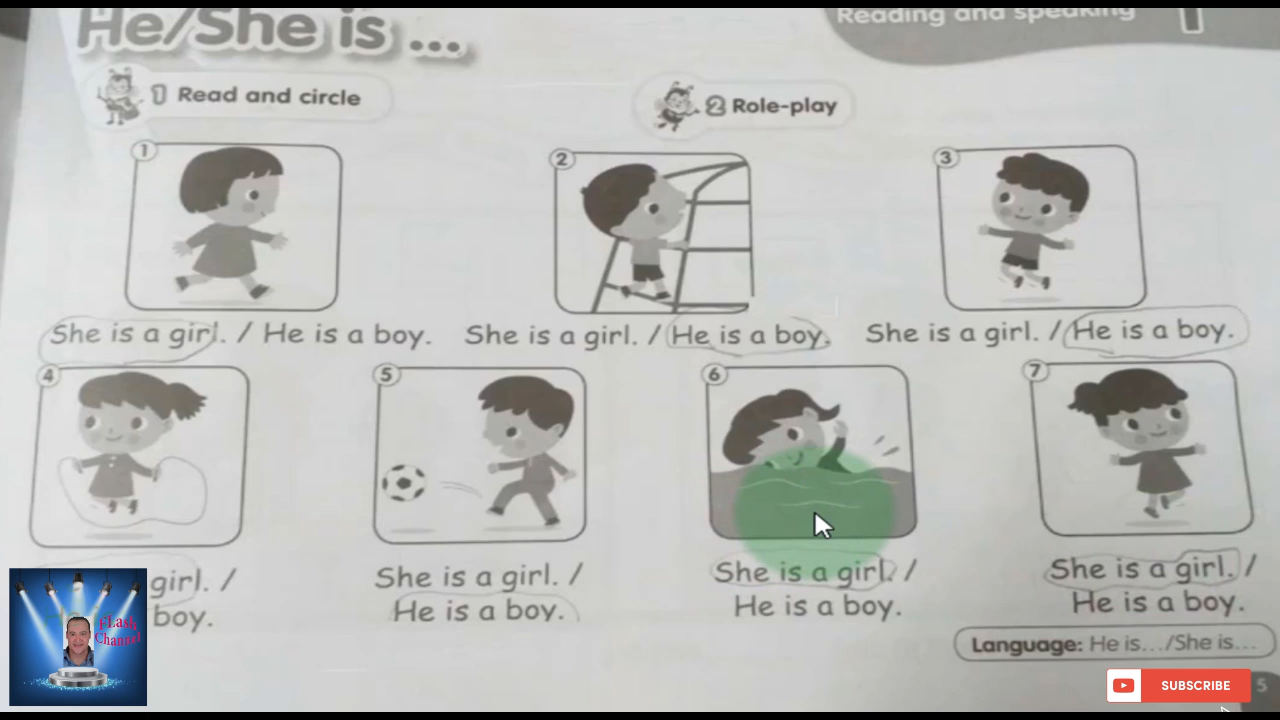 He/She is ...
Reading and speaking 1
1 Read and circle
2 Role-play
1
2
3
She is a girl. / He is a boy.
She is a girl. / He is a boy.
She is a girl. / He is a boy.
4
5
6
7
girl. /
boy.
She is a girl. /
He is a boy.
She is a girl. /
He is a boy.
She is a girl. /
He is a boy.
Language: He is.../She is...
5
FLash
Channel
SUBSCRIBE